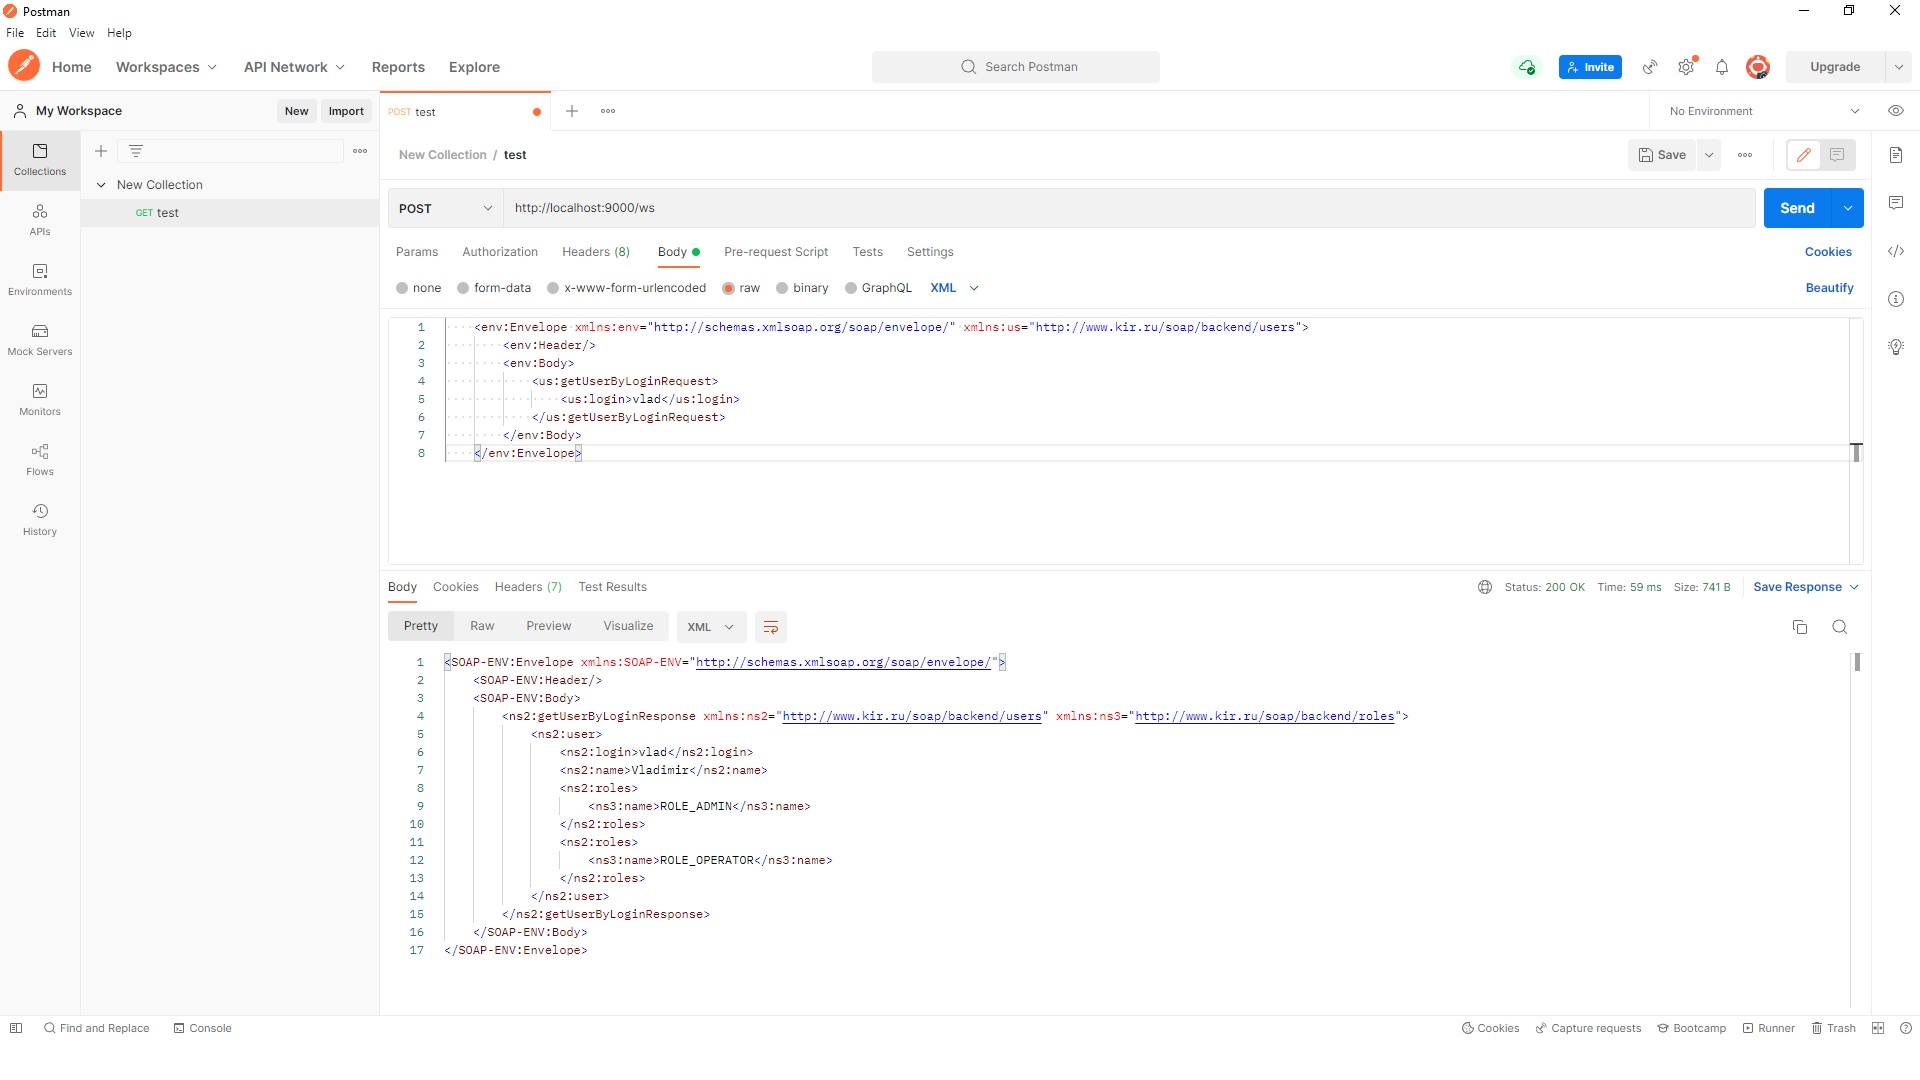 Postman
File Edit View Help
Home Workspaces API Network Reports Explore Search Postman Invite Upgrade
My Workspace New Import POST test No Environment
Collections
APIs
Environments
Mock Servers
Monitors
Flows
History
New Collection
GET test
New Collection / test Save
POST http://localhost:9000/ws Send
Params Authorization Headers (8) Body Pre-request Script Tests Settings Cookies
none form-data x-www-form-urlencoded raw binary GraphQL XML Beautify
1 <env:Envelope xmlns:env="http://schemas.xmlsoap.org/soap/envelope/" xmlns:us="http://www.kir.ru/soap/backend/users">
2 <env:Header/>
3 <env:Body>
4 <us:getUserByLoginRequest>
5 <us:login>vlad</us:login>
6 </us:getUserByLoginRequest>
7 </env:Body>
8 </env:Envelope>
Body Cookies Headers (7) Test Results Status: 200 OK Time: 59 ms Size: 741 B Save Response
Pretty Raw Preview Visualize XML
1 <SOAP-ENV:Envelope xmlns:SOAP-ENV="http://schemas.xmlsoap.org/soap/envelope/">
2 <SOAP-ENV:Header/>
3 <SOAP-ENV:Body>
4 <ns2:getUserByLoginResponse xmlns:ns2="http://www.kir.ru/soap/backend/users" xmlns:ns3="http://www.kir.ru/soap/backend/roles">
5 <ns2:user>
6 <ns2:login>vlad</ns2:login>
7 <ns2:name>Vladimir</ns2:name>
8 <ns2:roles>
9 <ns3:name>ROLE_ADMIN</ns3:name>
10 </ns2:roles>
11 <ns2:roles>
12 <ns3:name>ROLE_OPERATOR</ns3:name>
13 </ns2:roles>
14 </ns2:user>
15 </ns2:getUserByLoginResponse>
16 </SOAP-ENV:Body>
17 </SOAP-ENV:Envelope>
Find and Replace Console Cookies Capture requests Bootcamp Runner Trash